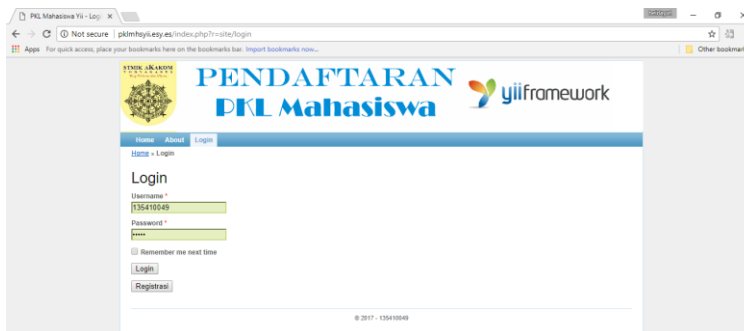 PKL Mahasiswa Yii - Logi
Not secure | pklmhsyii.esy.es/index.php?r=site/login
Apps For quick access, place your bookmarks here on the bookmarks bar. Import bookmarks now...
Other bookmark
STMIK AKAKOM
YOGYAKARTA
PENDAFTARAN
PKL Mahasiswa
yiiframework
Home About Login
Home » Login
Login
Username *
135410049
Password *
•••••
Remember me next time
Login
Registrasi
© 2017 - 135410049